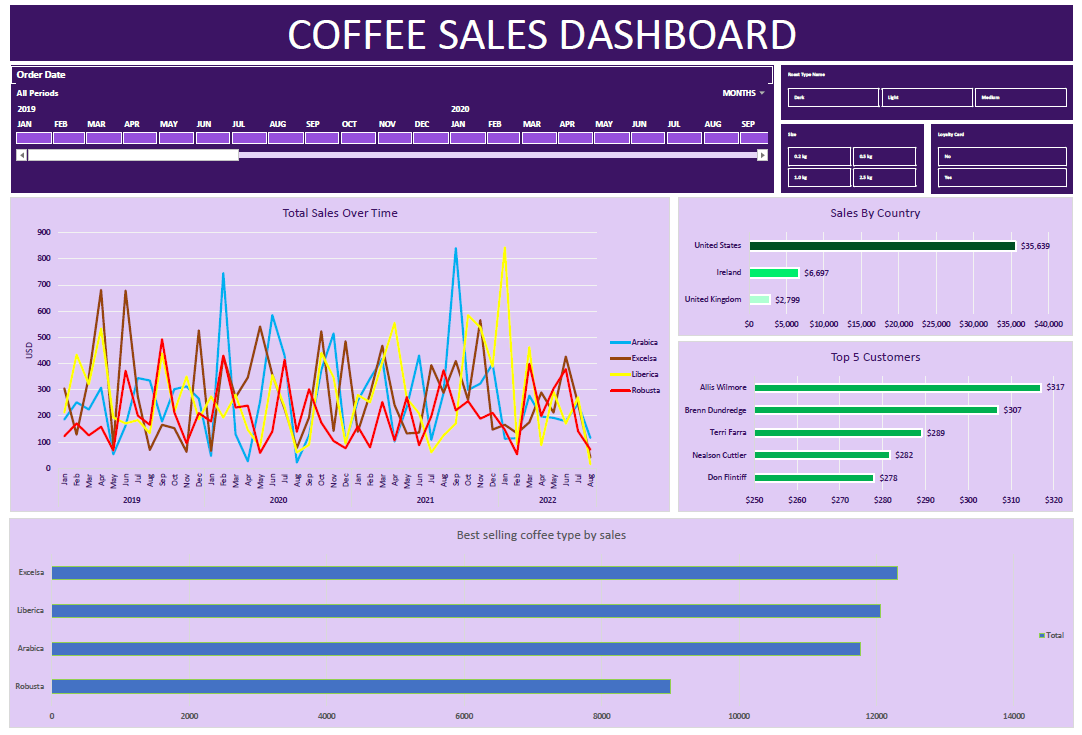 COFFEE SALES DASHBOARD
Order Date
All Periods MONTHS
2019 2020
JAN FEB MAR APR MAY JUN JUL AUG SEP OCT NOV DEC JAN FEB MAR APR MAY JUN JUL AUG SEP
Roast Type Name
Dark Light Medium
Size
0.2 kg 0.5 kg
1.0 kg 2.5 kg
Loyalty Card
No
Yes
Total Sales Over Time
900
800
700
600
500
400
300
200
100
0
USD
Jan Feb Mar Apr May Jun Jul Aug Sep Oct Nov Dec Jan Feb Mar Apr May Jun Jul Aug Sep Oct Nov Dec Jan Feb Mar Apr May Jun Jul Aug Sep Oct Nov Dec Jan Feb Mar Apr May Jun Jul Aug
2019 2020 2021 2022
Arabica
Excelsa
Liberica
Robusta
Sales By Country
United States $35,639
Ireland $6,697
United Kingdom $2,799
$0 $5,000 $10,000 $15,000 $20,000 $25,000 $30,000 $35,000 $40,000
Top 5 Customers
Allis Wilmore $317
Brenn Dundredge $307
Terri Farra $289
Nealson Cuttler $282
Don Flintiff $278
$250 $260 $270 $280 $290 $300 $310 $320
Best selling coffee type by sales
Excelsa
Liberica
Arabica
Robusta
0 2000 4000 6000 8000 10000 12000 14000
Total